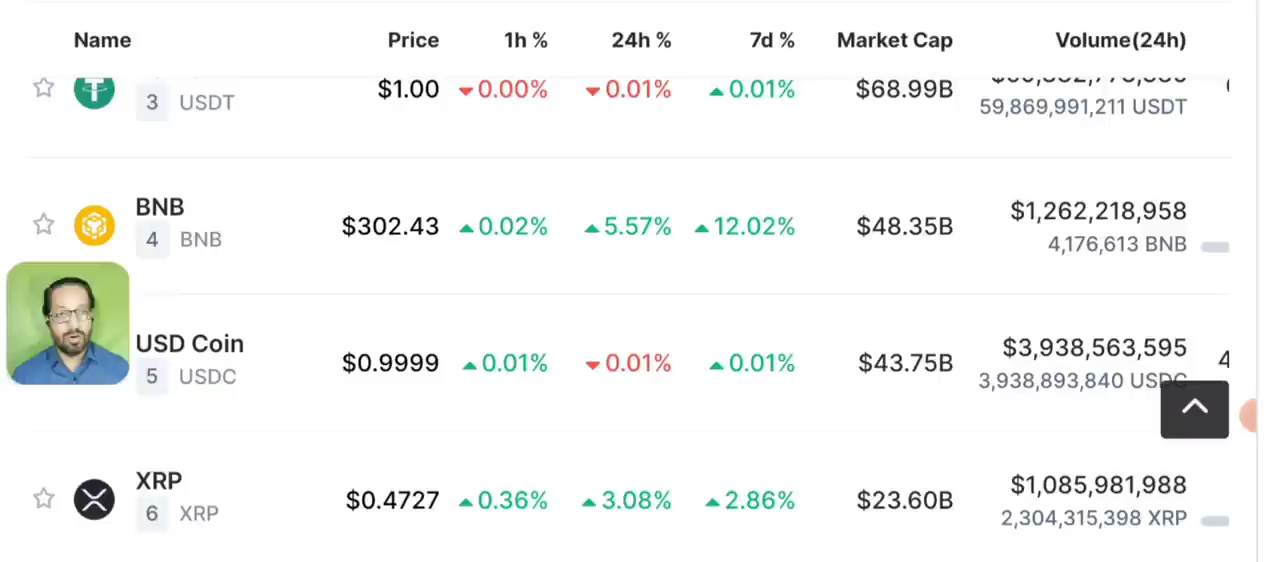 Name Price 1h % 24h % 7d % Market Cap Volume(24h)
3 USDT $1.00 0.00% 0.01% 0.01% $68.99B
59,869,991,211 USDT
BNB
4 BNB $302.43 0.02% 5.57% 12.02% $48.35B $1,262,218,958
4,176,613 BNB
USD Coin
5 USDC $0.9999 0.01% 0.01% 0.01% $43.75B $3,938,563,595 4
3,938,893,840 USDC
XRP
6 XRP $0.4727 0.36% 3.08% 2.86% $23.60B $1,085,981,988
2,304,315,398 XRP